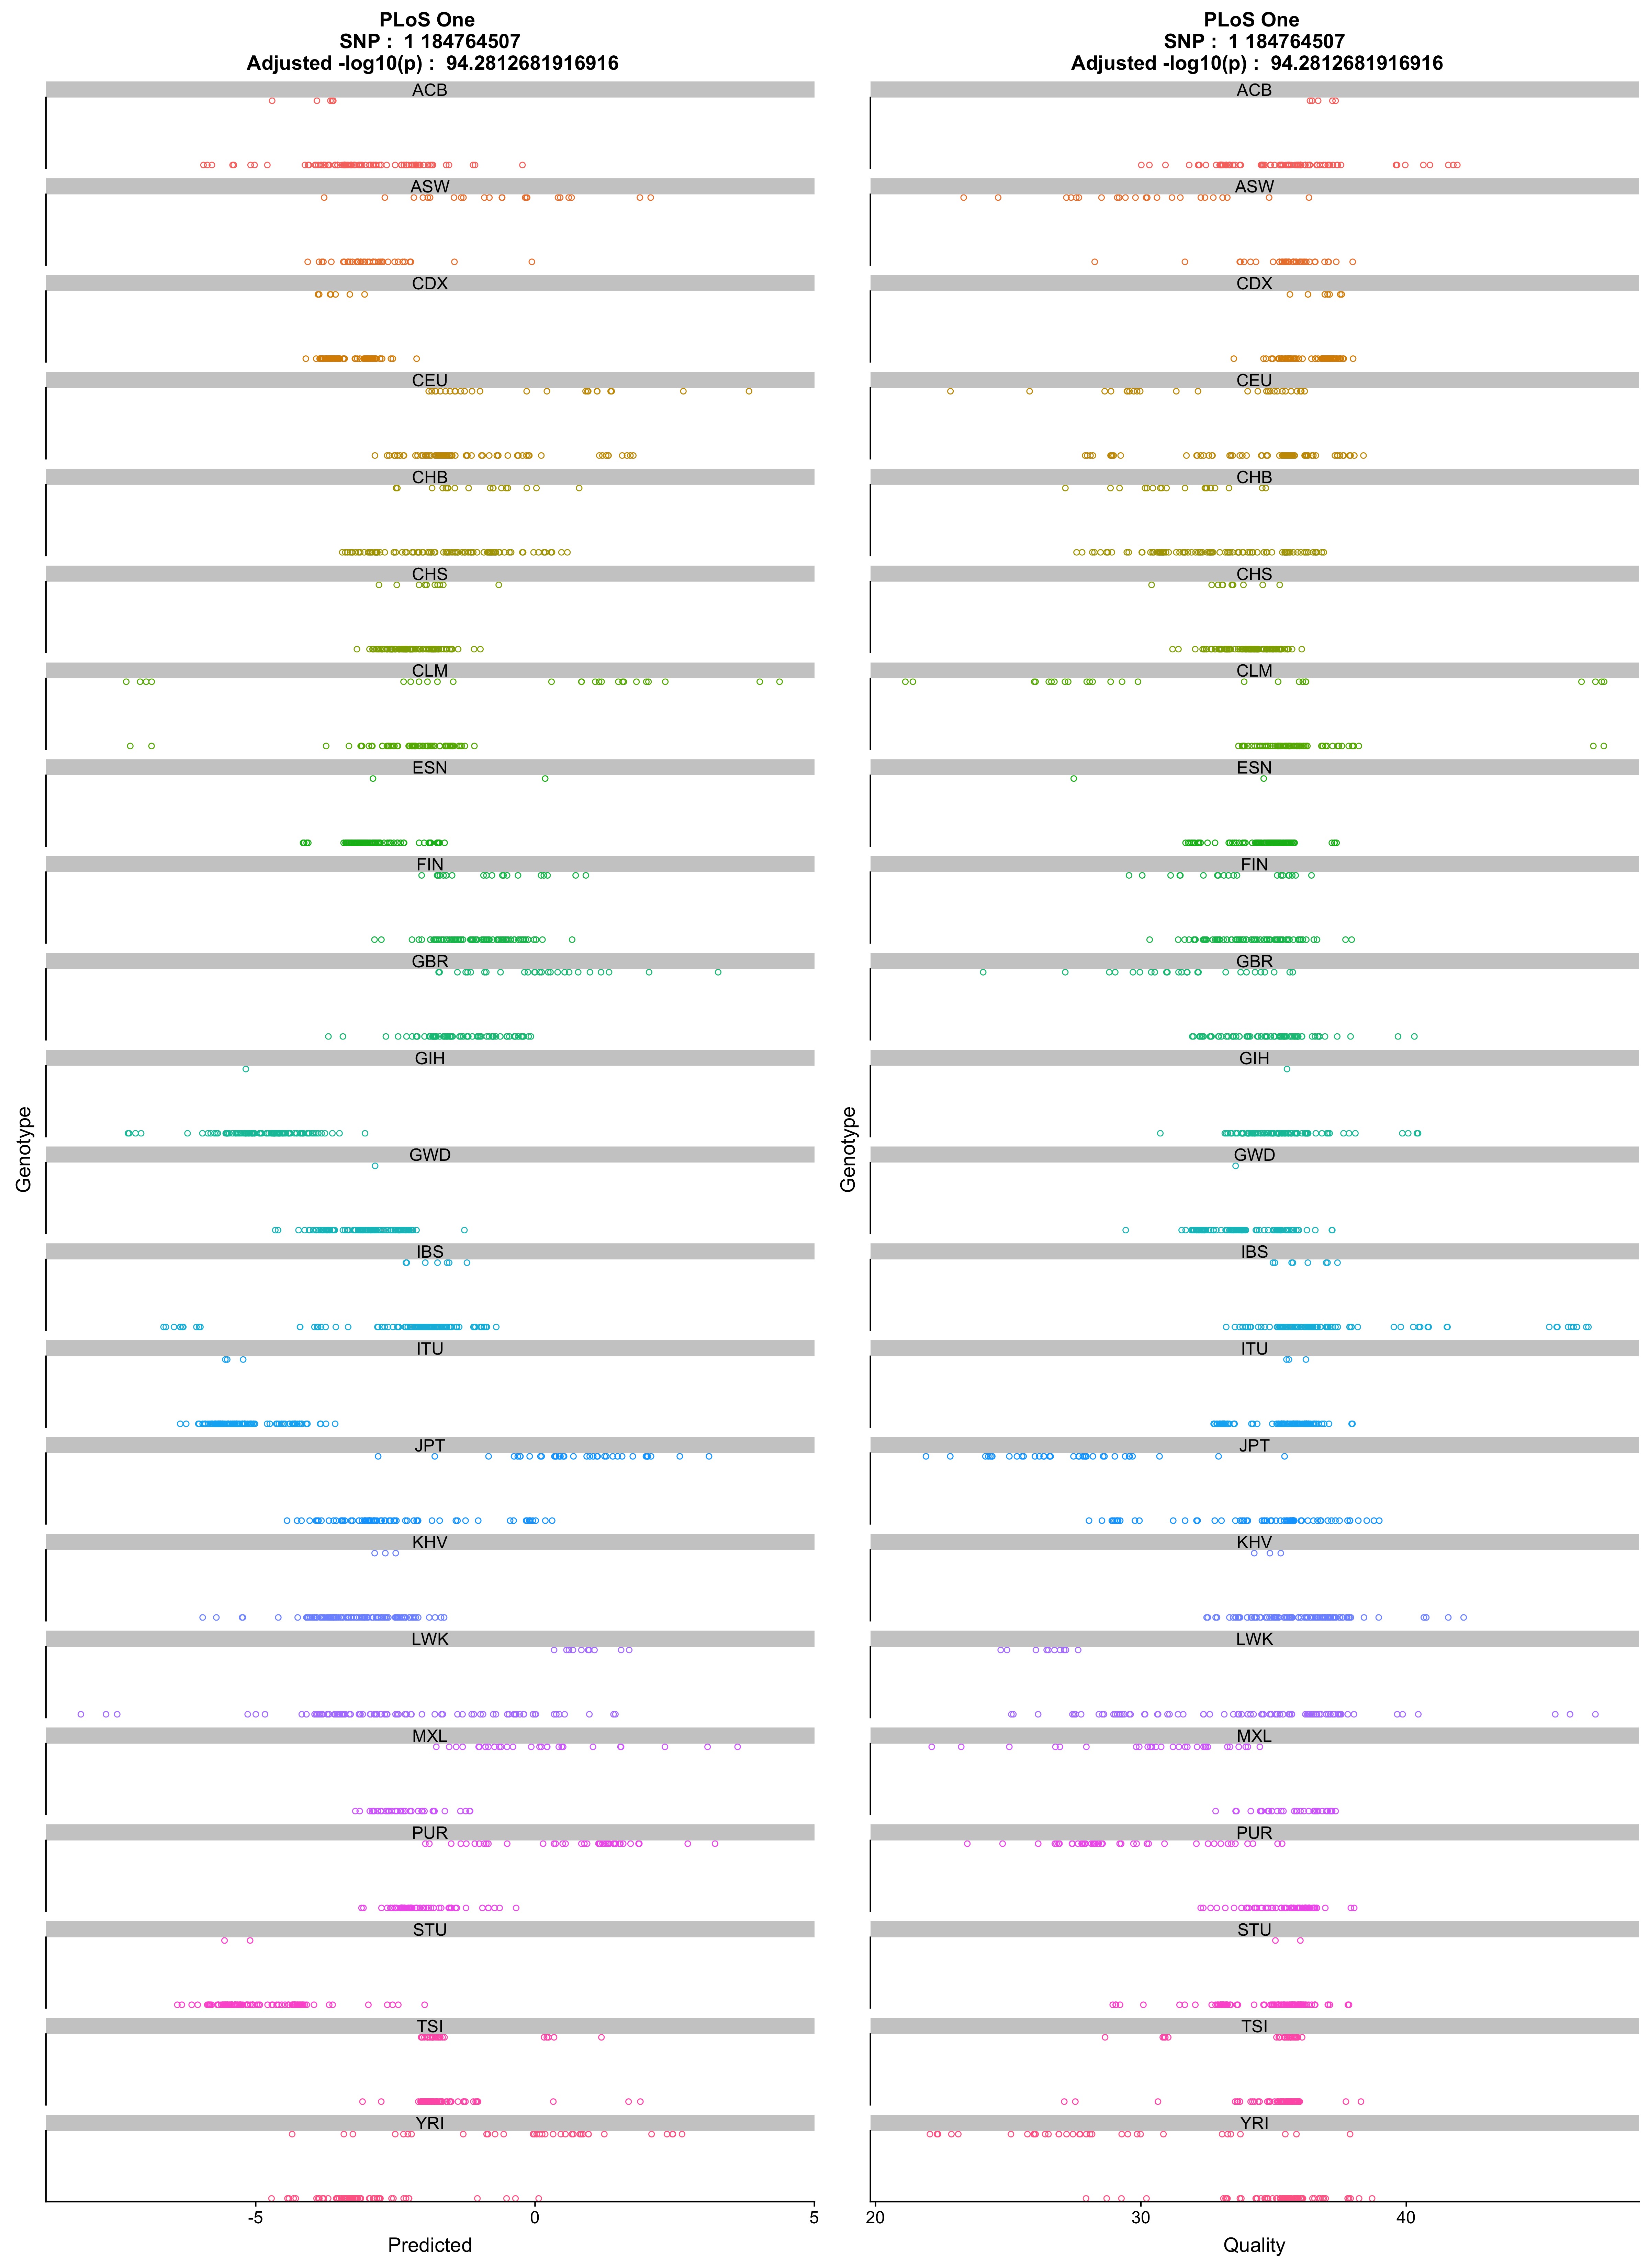 PLoS One
SNP : 1 184764507
Adjusted -log10(p) : 94.2812681916916
ACB
ASW
CDX
CEU
CHB
CHS
CLM
ESN
FIN
GBR
GIH
GWD
IBS
ITU
JPT
KHV
LWK
MXL
PUR
STU
TSI
YRI
Genotype
-5
0
5
Predicted
PLoS One
SNP : 1 184764507
Adjusted -log10(p) : 94.2812681916916
ACB
ASW
CDX
CEU
CHB
CHS
CLM
ESN
FIN
GBR
GIH
GWD
IBS
ITU
JPT
KHV
LWK
MXL
PUR
STU
TSI
YRI
Genotype
20
30
40
Quality